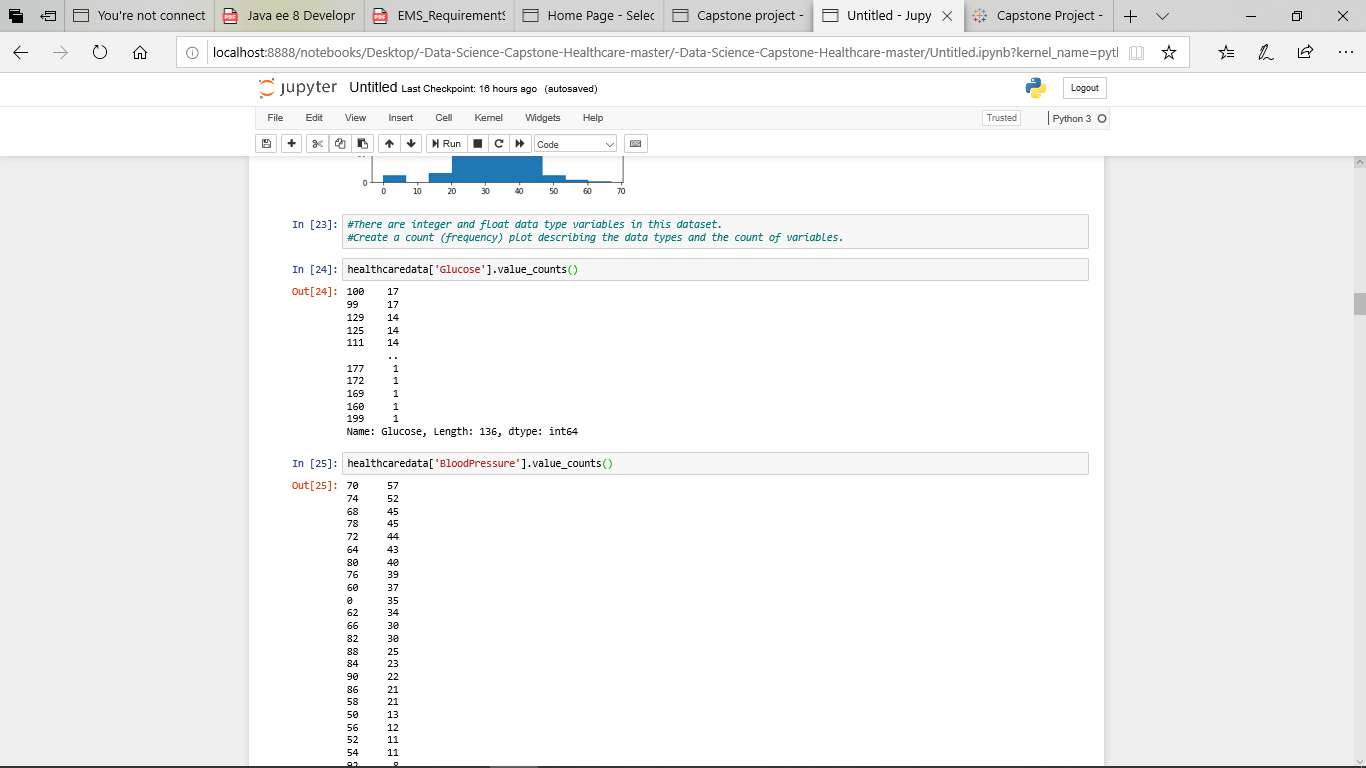 You're not connect
Java ee 8 Developr
EMS_Requirements
Home Page - Selec
Capstone project -
Untitled - Jupy
Capstone Project -
localhost:8888/notebooks/Desktop/-Data-Science-Capstone-Healthcare-master/-Data-Science-Capstone-Healthcare-master/Untitled.ipynb?kernel_name=pyt
jupyter Untitled Last Checkpoint: 16 hours ago (autosaved)
Logout
File Edit View Insert Cell Kernel Widgets Help
Trusted
Python 3
Run
Code
0
0 10 20 30 40 50 60 70
In [23]: #There are integer and float data type variables in this dataset.
#Create a count (frequency) plot describing the data types and the count of variables.
In [24]: healthcaredata['Glucose'].value_counts()
Out[24]: 100 17
99 17
129 14
125 14
111 14
..
177 1
172 1
169 1
160 1
199 1
Name: Glucose, Length: 136, dtype: int64
In [25]: healthcaredata['BloodPressure'].value_counts()
Out[25]: 70 57
74 52
68 45
78 45
72 44
64 43
80 40
76 39
60 37
0 35
62 34
66 30
82 30
88 25
84 23
90 22
86 21
58 21
50 13
56 12
52 11
54 11
92 8